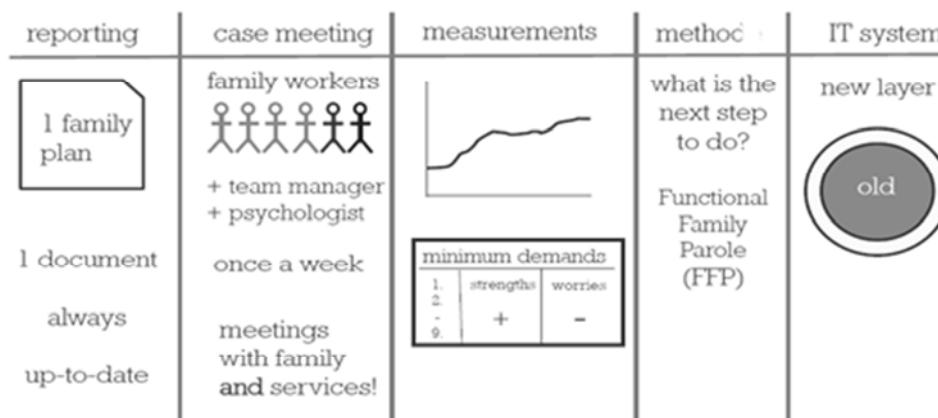 reporting
1 family
plan
1 document
always
up-to-date
case meeting
family workers
+ team manager
+ psychologist
once a week
meetings
with family
and services!
measurements
minimum demands
strengths worries
1.
2.
-
9.
+ -
method
what is the
next step
to do?
Functional
Family
Parole
(FFP)
IT system
new layer
old